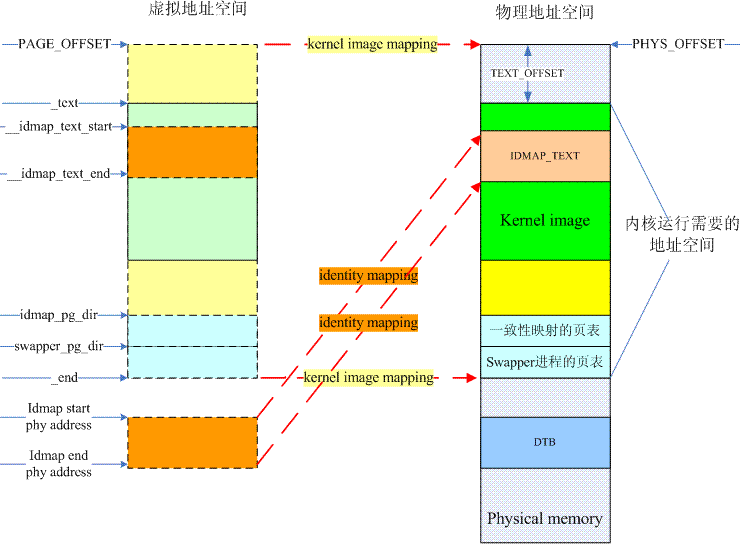 虚拟地址空间
物理地址空间
PAGE_OFFSET
kernel image mapping
PHYS_OFFSET
TEXT_OFFSET
_text
__idmap_text_start
IDMAP_TEXT
__idmap_text_end
Kernel image
内核运行需要的
地址空间
identity mapping
idmap_pg_dir
identity mapping
一致性映射的页表
swapper_pg_dir
Swapper进程的页表
_end
kernel image mapping
Idmap start
phy address
DTB
Idmap end
phy address
Physical memory